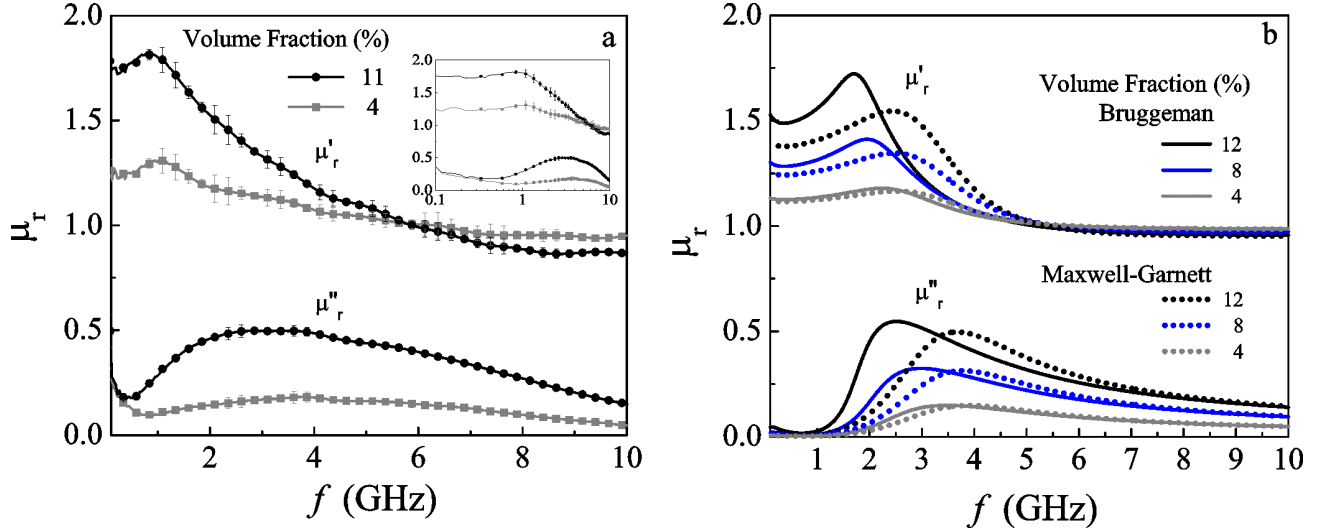 a
Volume Fraction (%)
11
4
μ'r
μ''r
μr
2.0
1.5
1.0
0.5
0.0
2 4 6 8 10
f (GHz)
2.0
1.5
1.0
0.5
0.0
0.1 1 10
b
μ'r
Volume Fraction (%)
Bruggeman
12
8
4
Maxwell-Garnett
12
8
4
μ''r
μr
2.0
1.5
1.0
0.5
0.0
1 2 3 4 5 6 7 8 9 10
f (GHz)